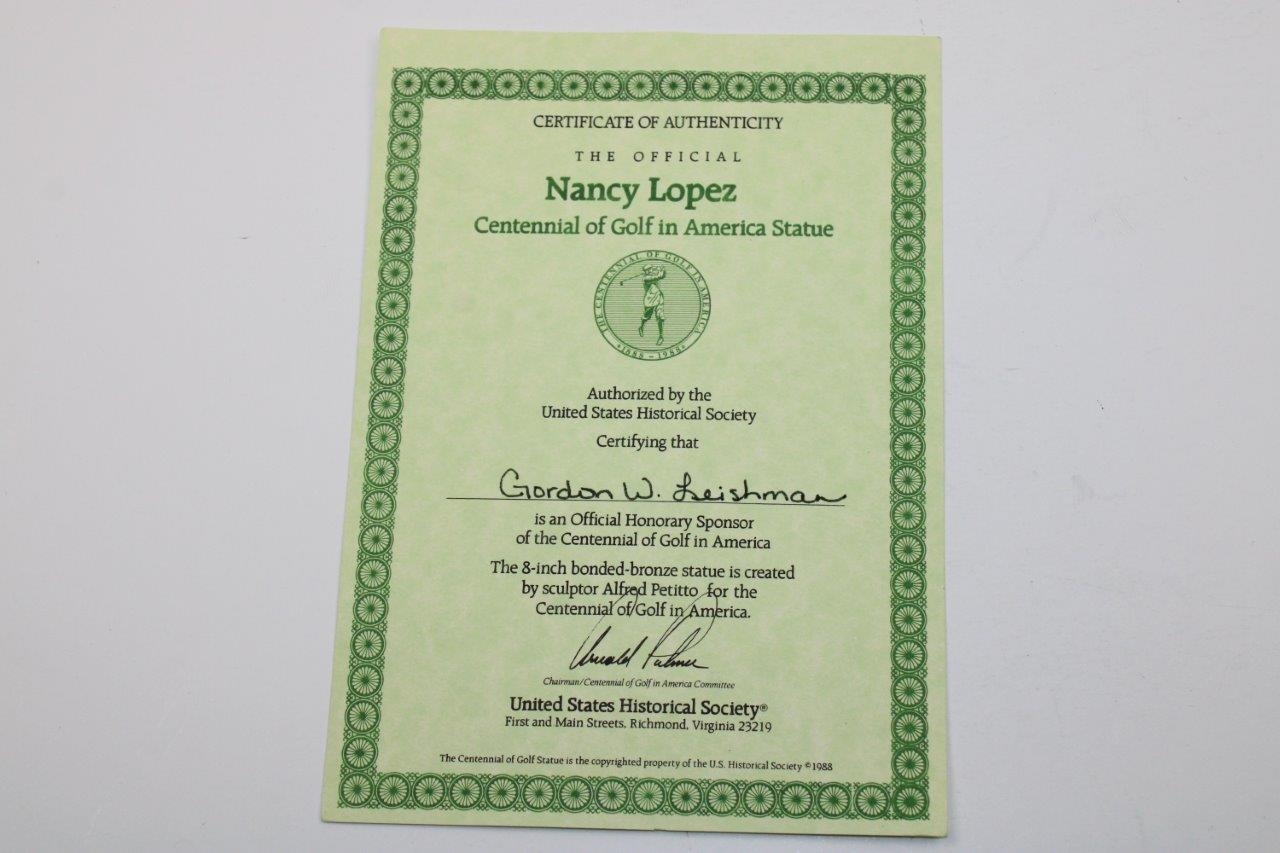 CERTIFICATE OF AUTHENTICITY
THE OFFICIAL
Nancy Lopez
Centennial of Golf in America Statue
THE CENTENNIAL OF GOLF IN AMERICA
•1888 – 1988•
Authorized by the
United States Historical Society
Certifying that
Gordon W. Leishman
is an Official Honorary Sponsor
of the Centennial of Golf in America
The 8-inch bonded-bronze statue is created
by sculptor Alfred Petitto for the
Centennial of Golf in America.
Arnold Palmer
Chairman/Centennial of Golf in America Committee
United States Historical Society®
First and Main Streets, Richmond, Virginia 23219
The Centennial of Golf Statue is the copyrighted property of the U.S. Historical Society ©1988